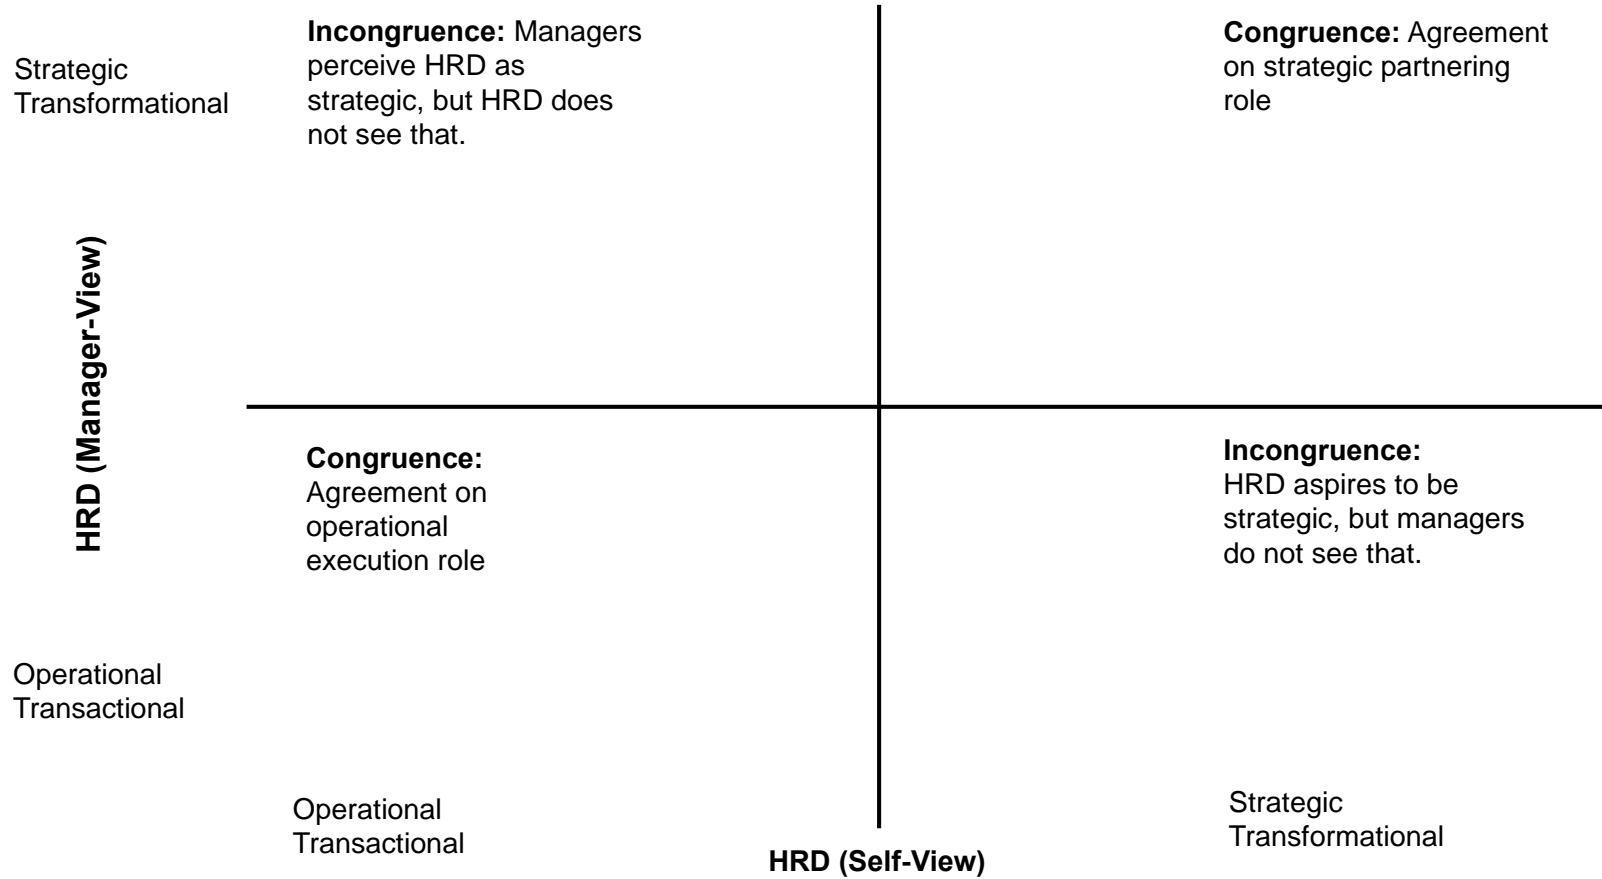 Strategic
Transformational
Incongruence: Managers
perceive HRD as
strategic, but HRD does
not see that.
Congruence: Agreement
on strategic partnering
role
HRD (Manager-View)
Congruence:
Agreement on
operational
execution role
Incongruence:
HRD aspires to be
strategic, but managers
do not see that.
Operational
Transactional
Operational
Transactional
Strategic
Transformational
HRD (Self-View)